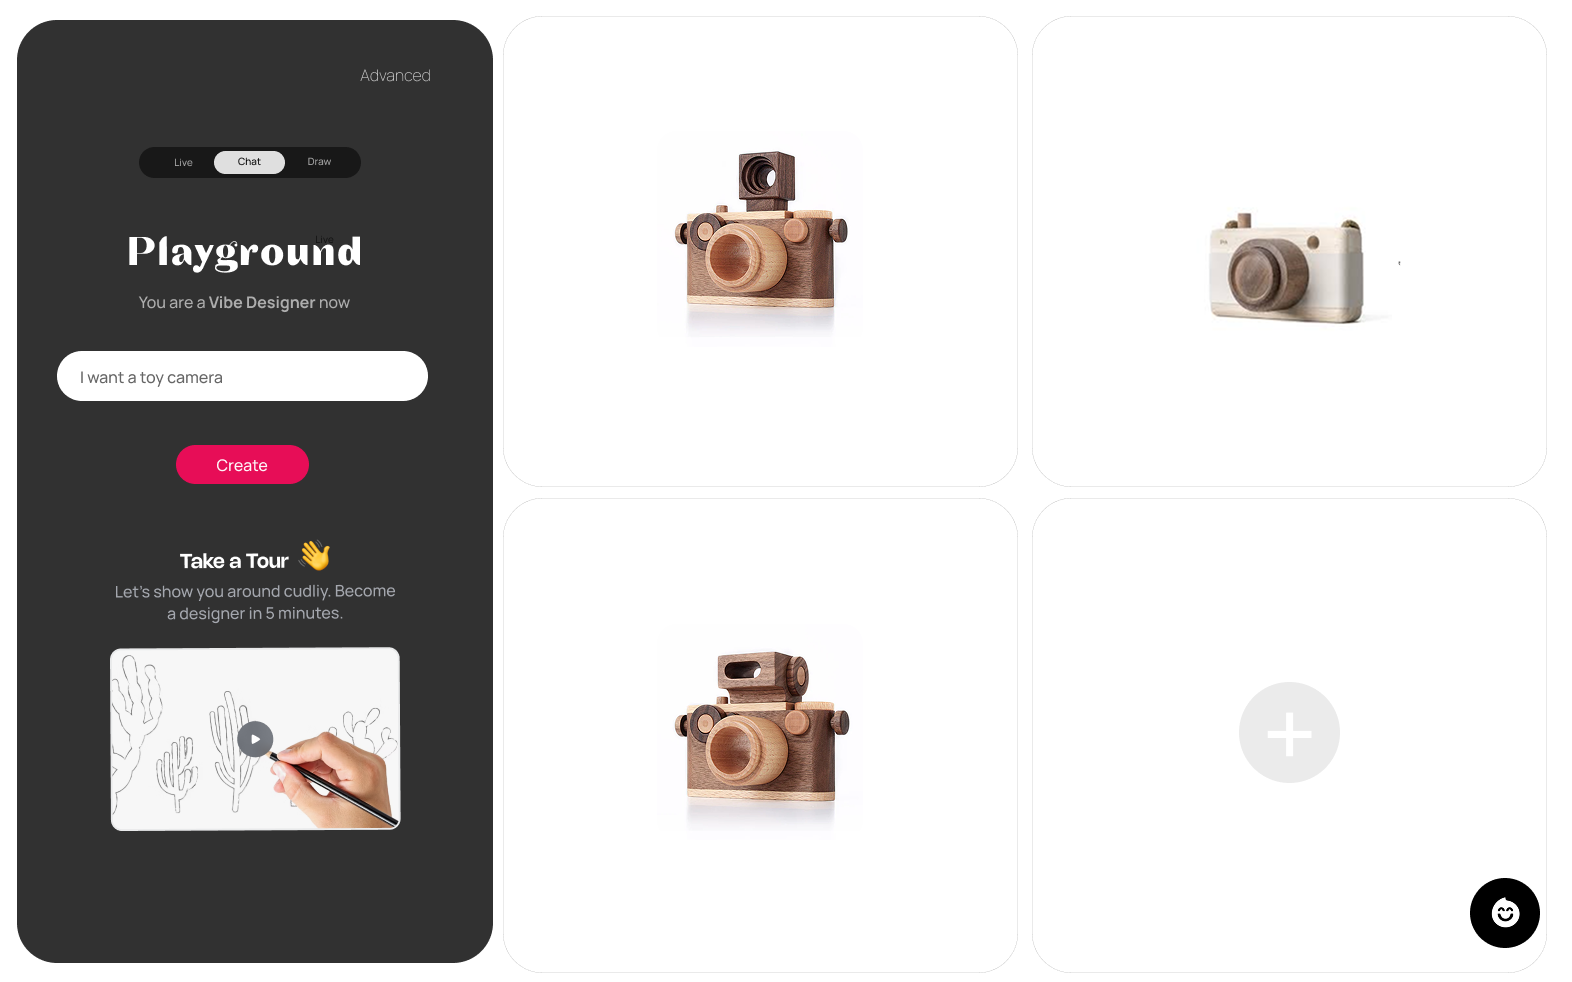 Advanced
Live
Chat
Draw
Live
Playground
You are a Vibe Designer now
I want a toy camera
Create
Take a Tour 👋
Let's show you around cudliy. Become
a designer in 5 minutes.